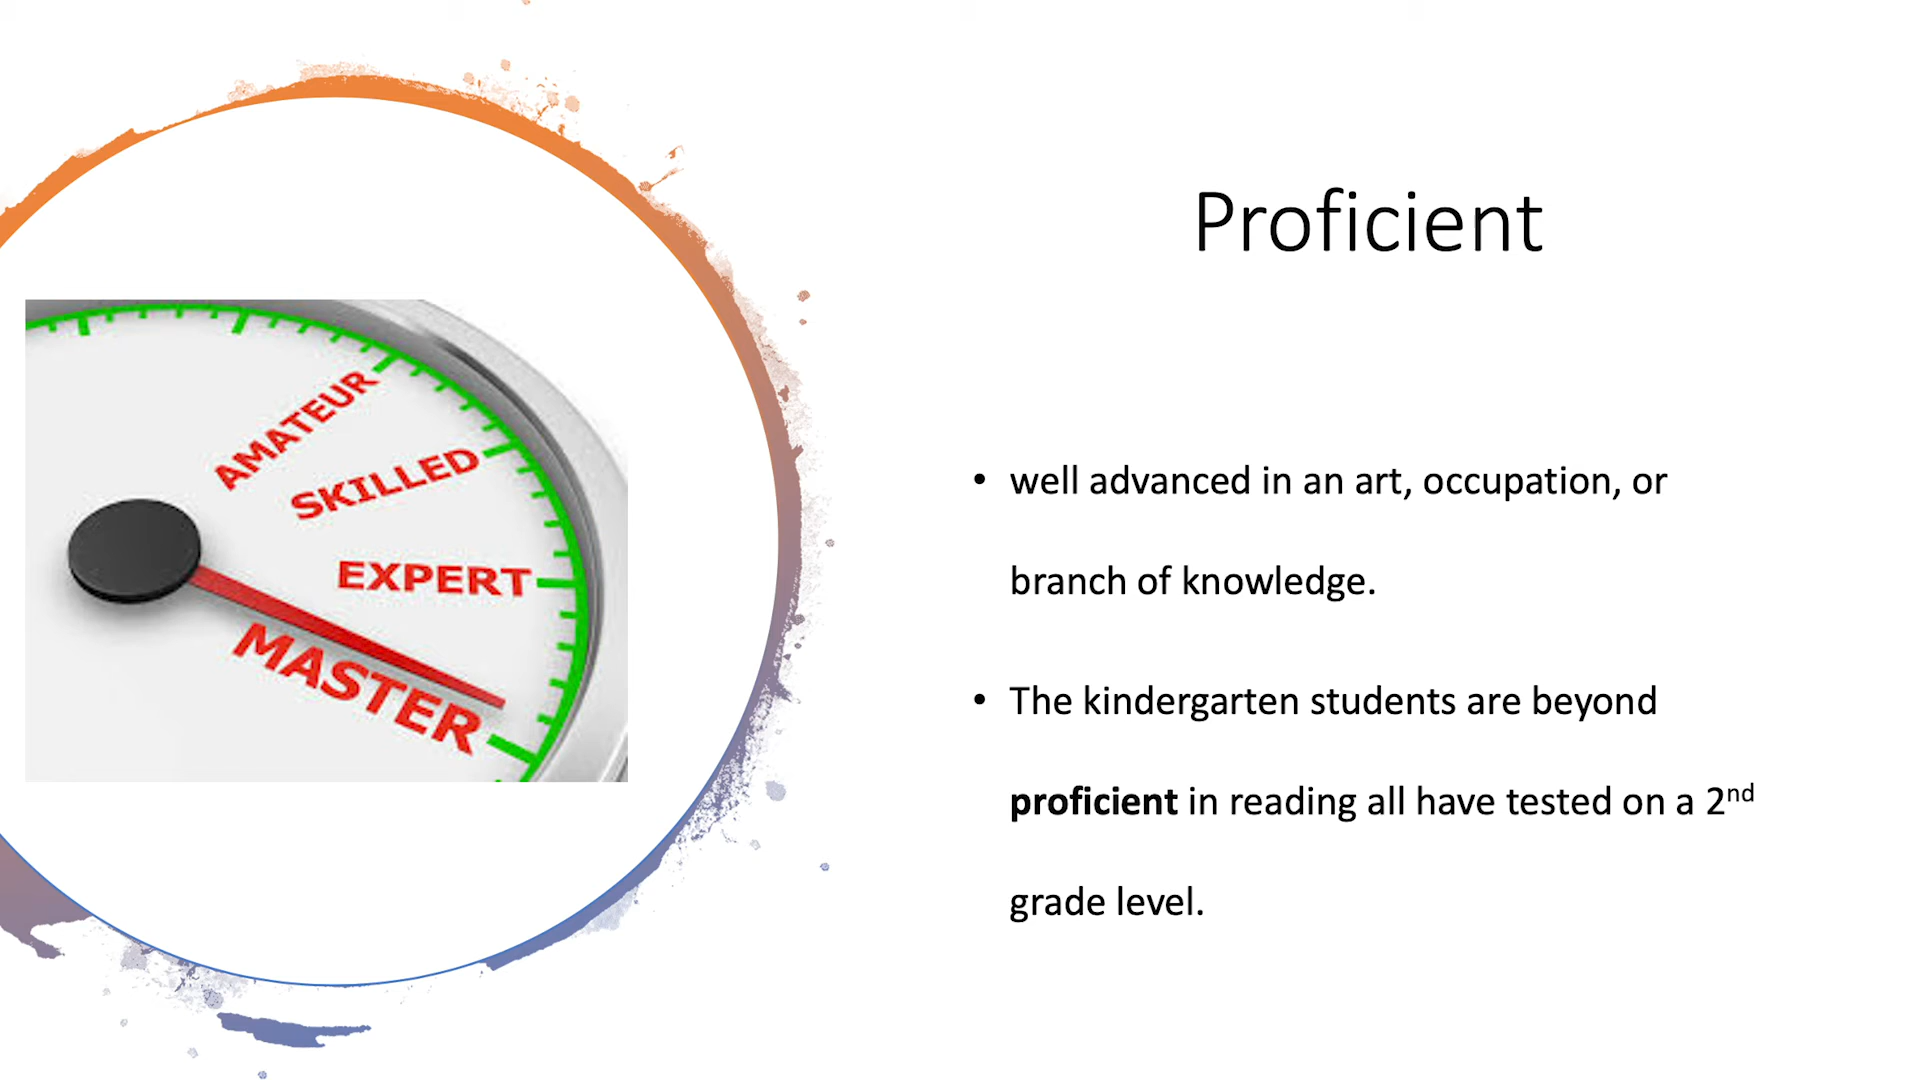 Proficient
AMATEUR
SKILLED
EXPERT
MASTER
• well advanced in an art, occupation, or
branch of knowledge.
• The kindergarten students are beyond
proficient in reading all have tested on a 2nd
grade level.